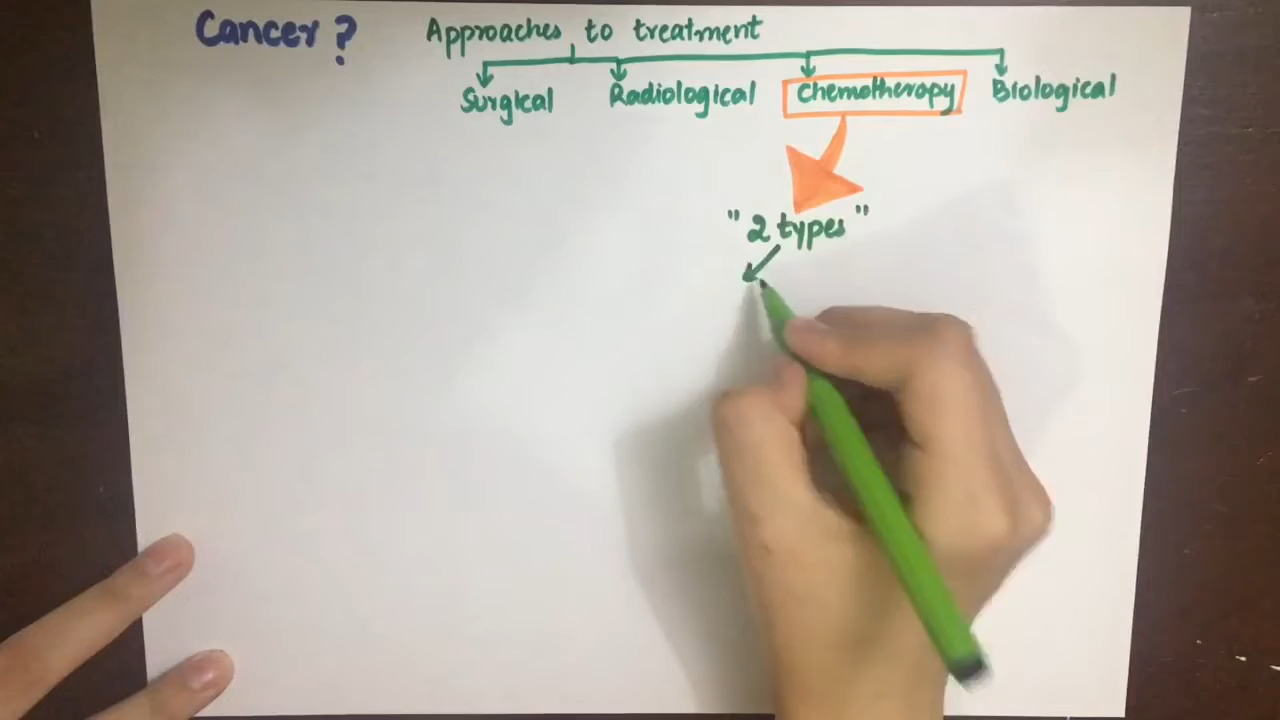 Cancer? Approaches to treatment
Surgical Radiological Chemotherapy Biological
"2 types"